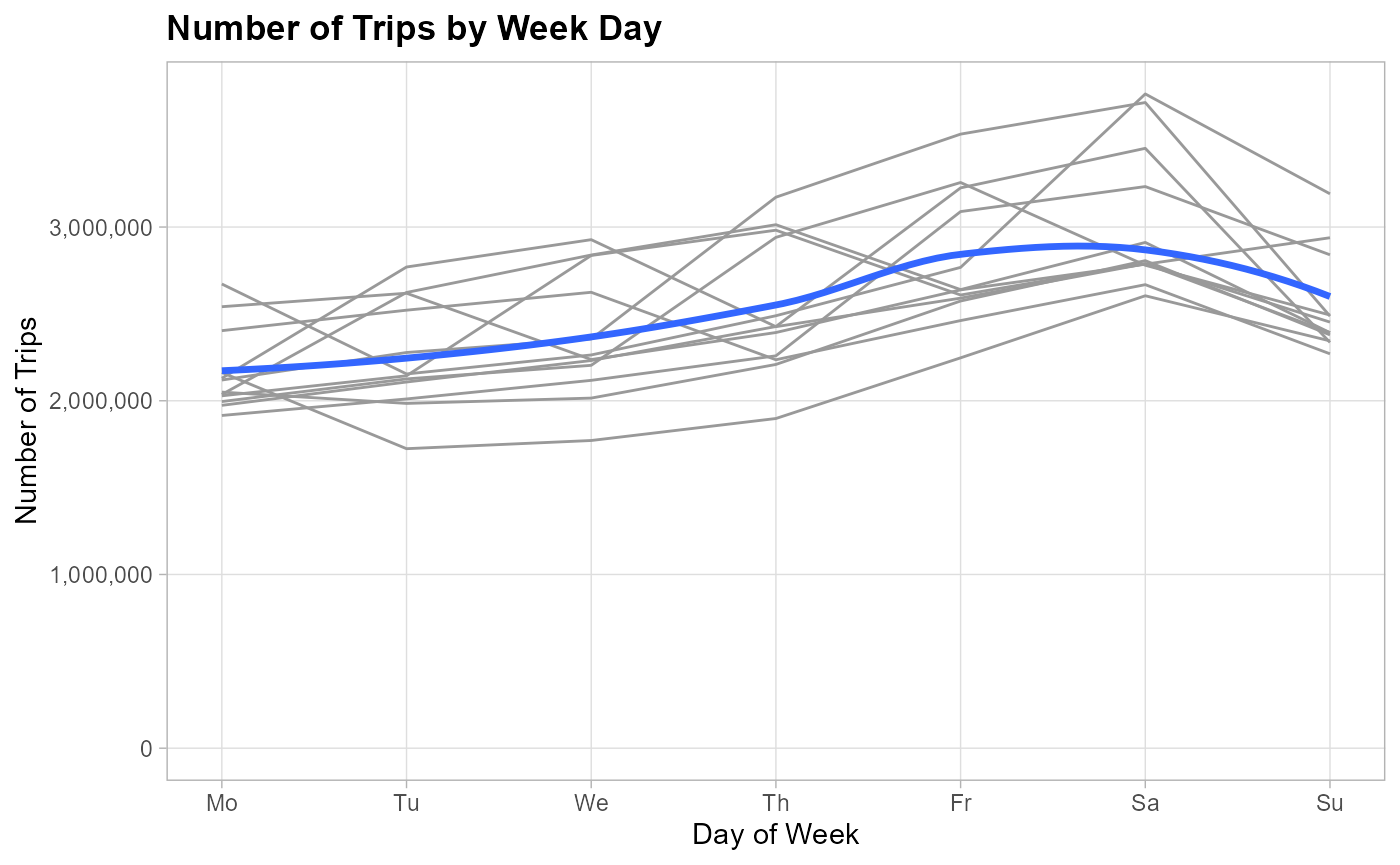 Number of Trips by Week Day
Number of Trips
3,000,000
2,000,000
1,000,000
0
Mo Tu We Th Fr Sa Su
Day of Week